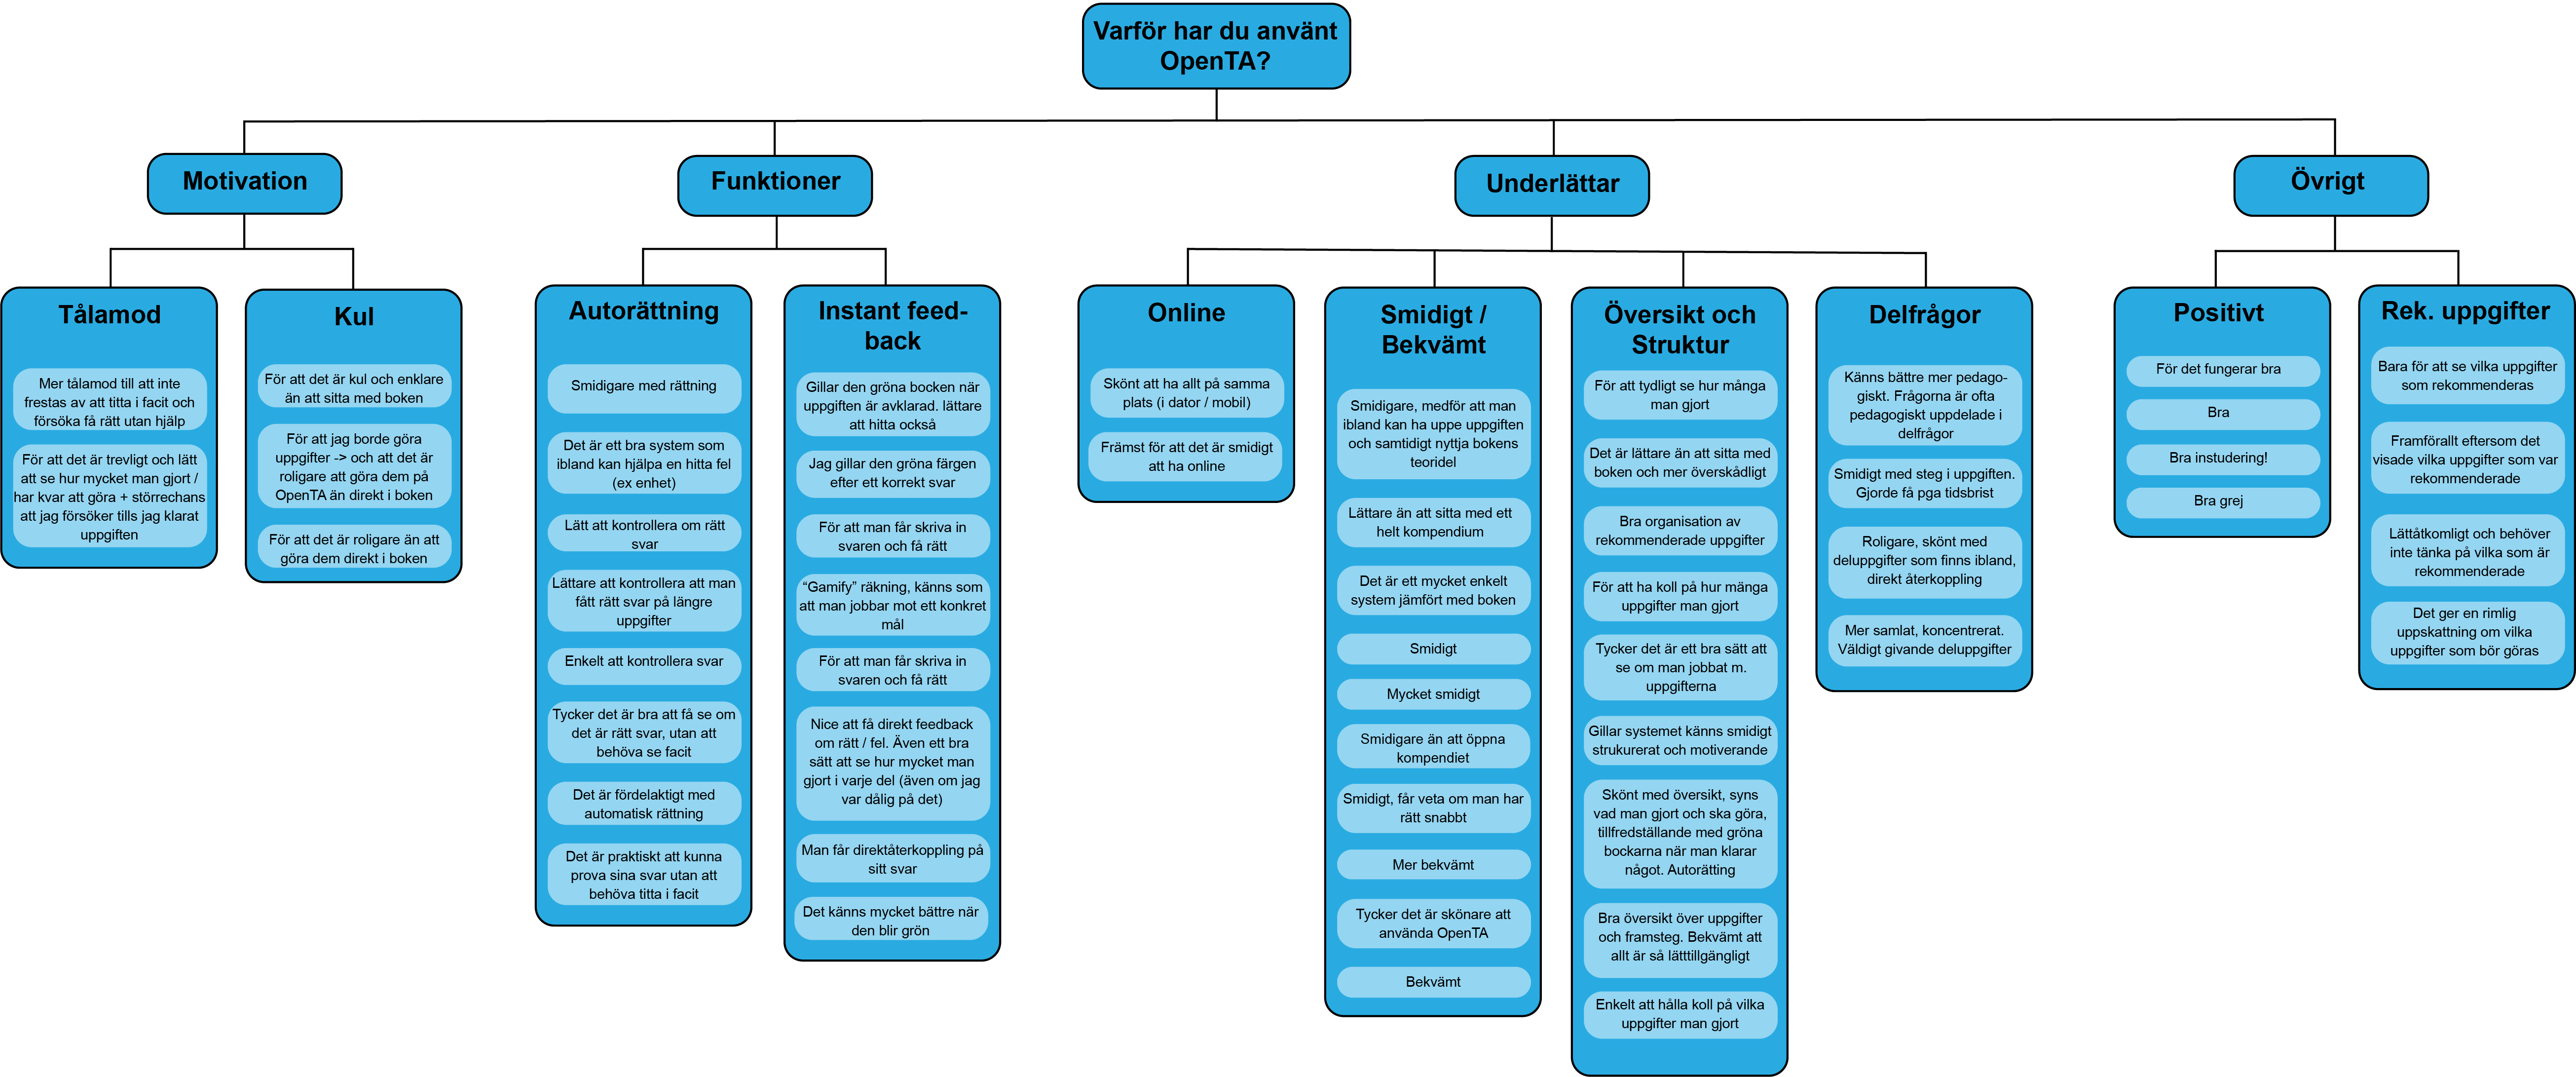 Varför har du använt
OpenTA?
Motivation
Funktioner
Underlättar
Övrigt
Tålamod
Mer tålamod till att inte
frestas av att titta i facit och
försöka få rätt utan hjälp
För att det är trevligt och lätt
att se hur mycket man gjort /
har kvar att göra + störrechans
att jag försöker tills jag klarat
uppgiften
Kul
För att det är kul och enklare
än att sitta med boken
För att jag borde göra
uppgifter -> och att det är
roligare att göra dem på
OpenTA än direkt i boken
För att det är roligare än att
göra dem direkt i boken
Autorättning
Smidigare med rättning
Det är ett bra system som
ibland kan hjälpa en hitta fel
(ex enhet)
Lätt att kontrollera om rätt
svar
Lättare att kontrollera att man
fått rätt svar på längre
uppgifter
Enkelt att kontrollera svar
Tycker det är bra att få se om
det är rätt svar, utan att
behöva se facit
Det är fördelaktigt med
automatisk rättning
Det är praktiskt att kunna
prova sina svar utan att
behöva titta i facit
Instant feed-
back
Gillar den gröna bocken när
uppgiften är avklarad. lättare
att hitta också
Jag gillar den gröna färgen
efter ett korrekt svar
För att man får skriva in
svaren och få rätt
“Gamify” räkning, känns som
att man jobbar mot ett konkret
mål
För att man får skriva in
svaren och få rätt
Nice att få direkt feedback
om rätt / fel. Även ett bra
sätt att se hur mycket man
gjort i varje del (även om jag
var dålig på det)
Man får direktåterkoppling på
sitt svar
Det känns mycket bättre när
den blir grön
Online
Skönt att ha allt på samma
plats (i dator / mobil)
Främst för att det är smidigt
att ha online
Smidigt /
Bekvämt
Smidigare, medför att man
ibland kan ha uppe uppgiften
och samtidigt nyttja bokens
teoridel
Lättare än att sitta med ett
helt kompendium
Det är ett mycket enkelt
system jämfört med boken
Smidigt
Mycket smidigt
Smidigare än att öppna
kompendiet
Smidigt, får veta om man har
rätt snabbt
Mer bekvämt
Tycker det är skönare att
använda OpenTA
Bekvämt
Översikt och
Struktur
För att tydligt se hur många
man gjort
Det är lättare än att sitta med
boken och mer överskådligt
Bra organisation av
rekommenderade uppgifter
För att ha koll på hur mänga
uppgifter man gjort
Tycker det är ett bra sätt att
se om man jobbat m.
uppgifterna
Gillar systemet känns smidigt
strukurerat och motiverande
Skönt med översikt, syns
vad man gjort och ska göra,
tillfredställande med gröna
bockarna när man klarar
något. Autorätting
Bra översikt över uppgifter
och framsteg. Bekvämt att
allt är så lätttillgängligt
Enkelt att hålla koll på vilka
uppgifter man gjort
Delfrågor
Känns bättre mer pedago-
giskt. Frågorna är ofta
pedagogiskt uppdelade i
delfrågor
Smidigt med steg i uppgiften.
Gjorde få pga tidsbrist
Roligare, skönt med
deluppgifter som finns ibland,
direkt återkoppling
Mer samlat, koncentrerat.
Väldigt givande deluppgifter
Positivt
För det fungerar bra
Bra
Bra instudering!
Bra grej
Rek. uppgifter
Bara för att se vilka uppgifter
som rekommenderas
Framförallt eftersom det
visade vilka uppgifter som var
rekommenderade
Lättåtkomligt och behöver
inte tänka på vilka som är
rekommenderade
Det ger en rimlig
uppskattning om vilka
uppgifter som bör göras